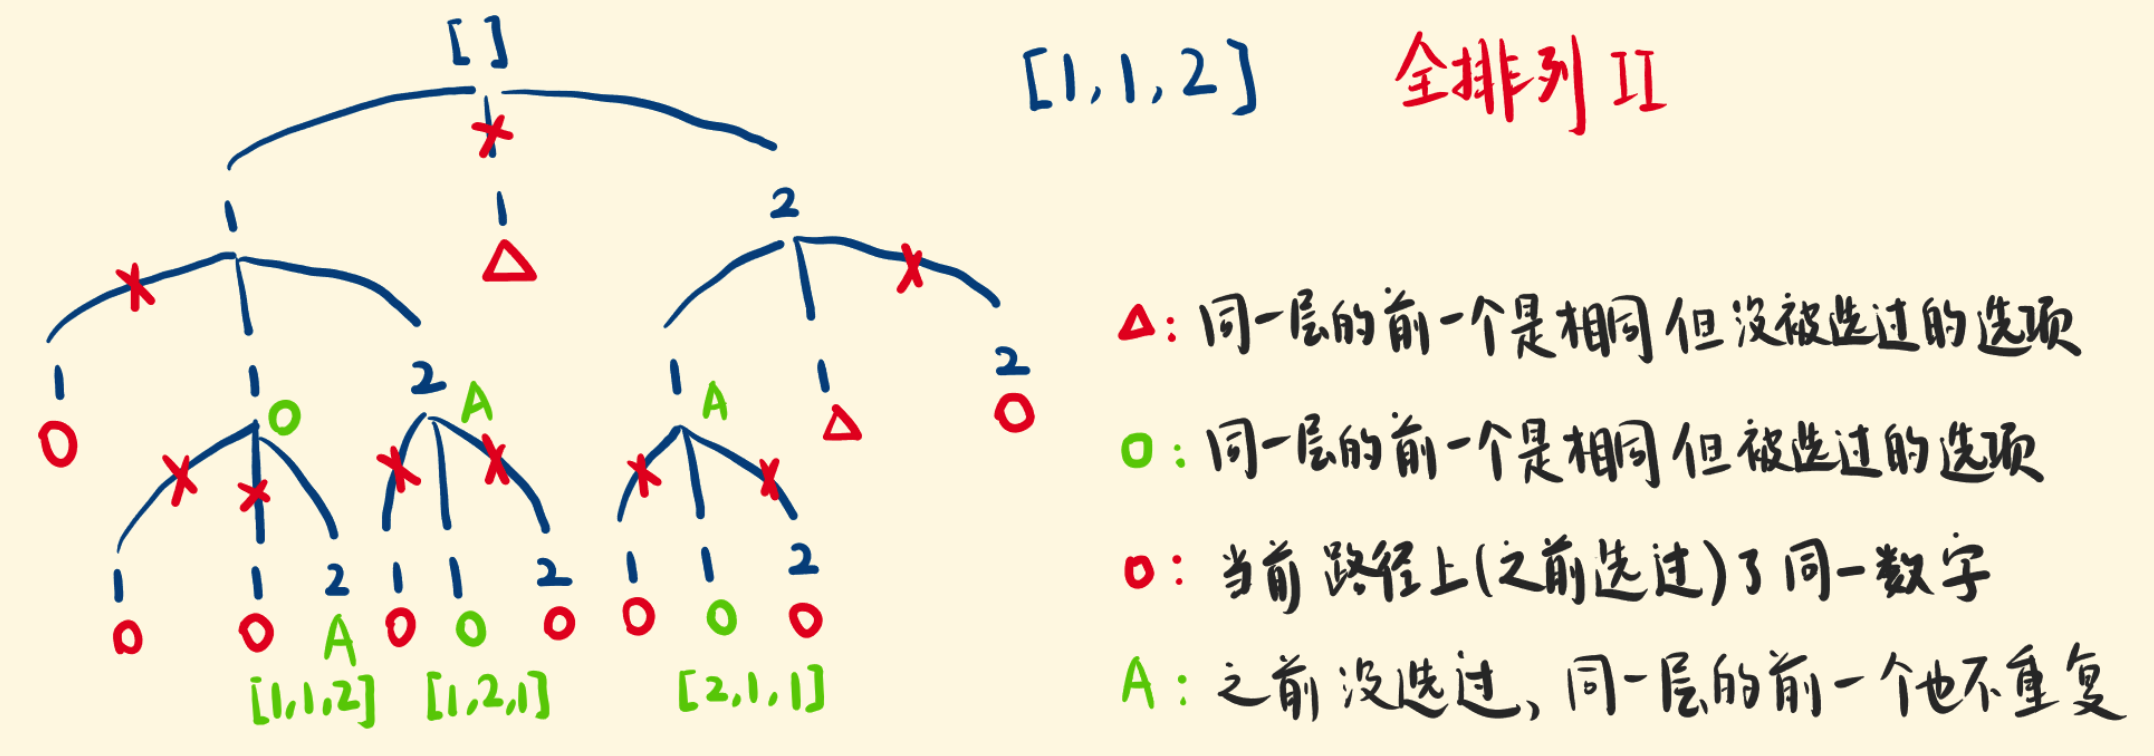 [ ]
[1,1,2] 全排列 II
1 1 2
△
1 1 2 1 1 2
O O A A △ O
1 1 2 1 1 2 1 1 2
O O A O O O O O O
[1,1,2] [1,2,1] [2,1,1]
△: 同一层的前一个是相同但没被选过的选项
O: 同一层的前一个是相同但被选过的选项
O: 当前路径上(之前选过)了同一数字
A: 之前没选过、同一层的前一个也不重复